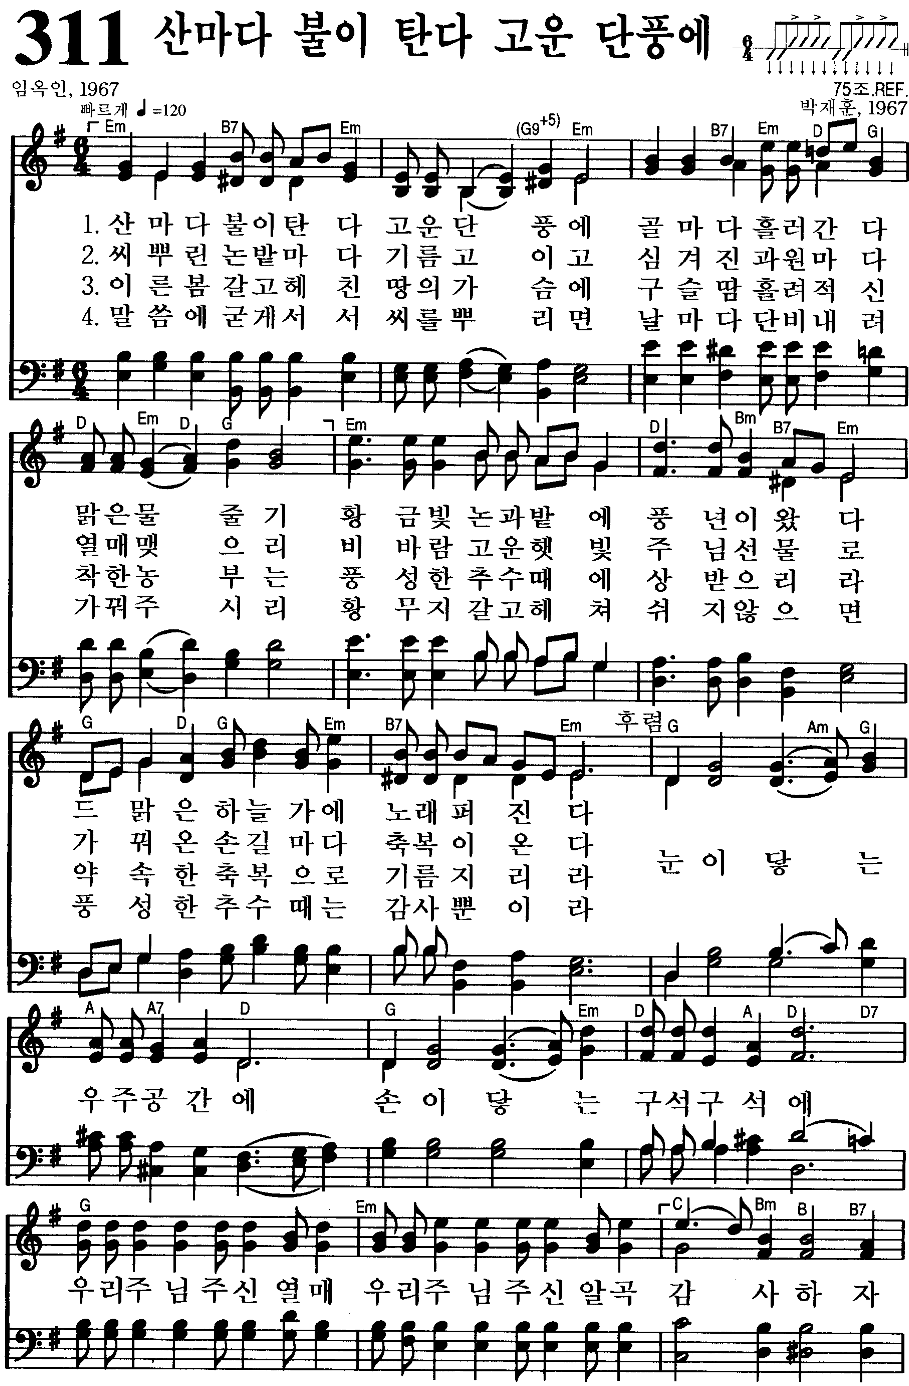 311 산마다 불이 탄다 고운 단풍에
6/4
임옥인, 1967
75조.REF.
빠르게 ♩=120
박재훈, 1967
Em B7 Em (G9+5) Em B7 Em D G
6/4
1. 산 마 다 불이탄 다 고운단 풍에 골 마 다 흘러간 다
2. 씨 뿌 린 논밭마 다 기름고 이고 심 겨 진 과원마 다
3. 이 른 봄 갈고헤 친 땅의가 슴에 구 슬 땀 흘려적 신
4. 말 씀 에 굳게서 서 씨를뿌 리면 날 마 다 단비내 려
6/4
D Em D G Em D Bm B7 Em
맑은물 줄기 황 금빛 논과밭 에 풍 년이 왔 다
열매맺 으리 비 바람 고운햇 빛 주 님선 물 로
착한농 부는 풍 성한 추수때 에 상 받으 리 라
가꿔주 시리 황 무지 갈고헤 쳐 쉬 지않 으 면
후렴
G D G Em B7 Em G Am G
드 맑 은 하늘 가에 노래 퍼 진 다
가 꿔 온 손길 마다 축복 이 온 다
눈이 닿 는
약 속 한 축복 으로 기름 지 리 라
풍 성 한 추수 때는 감사 뿐 이 라
A A7 D G Em D A D D7
우주공 간 에 손이 닿 는 구석구 석 에
G Em C Bm B B7
우리주 님 주신 열매 우리주 님 주신 알곡 감 사 하 자